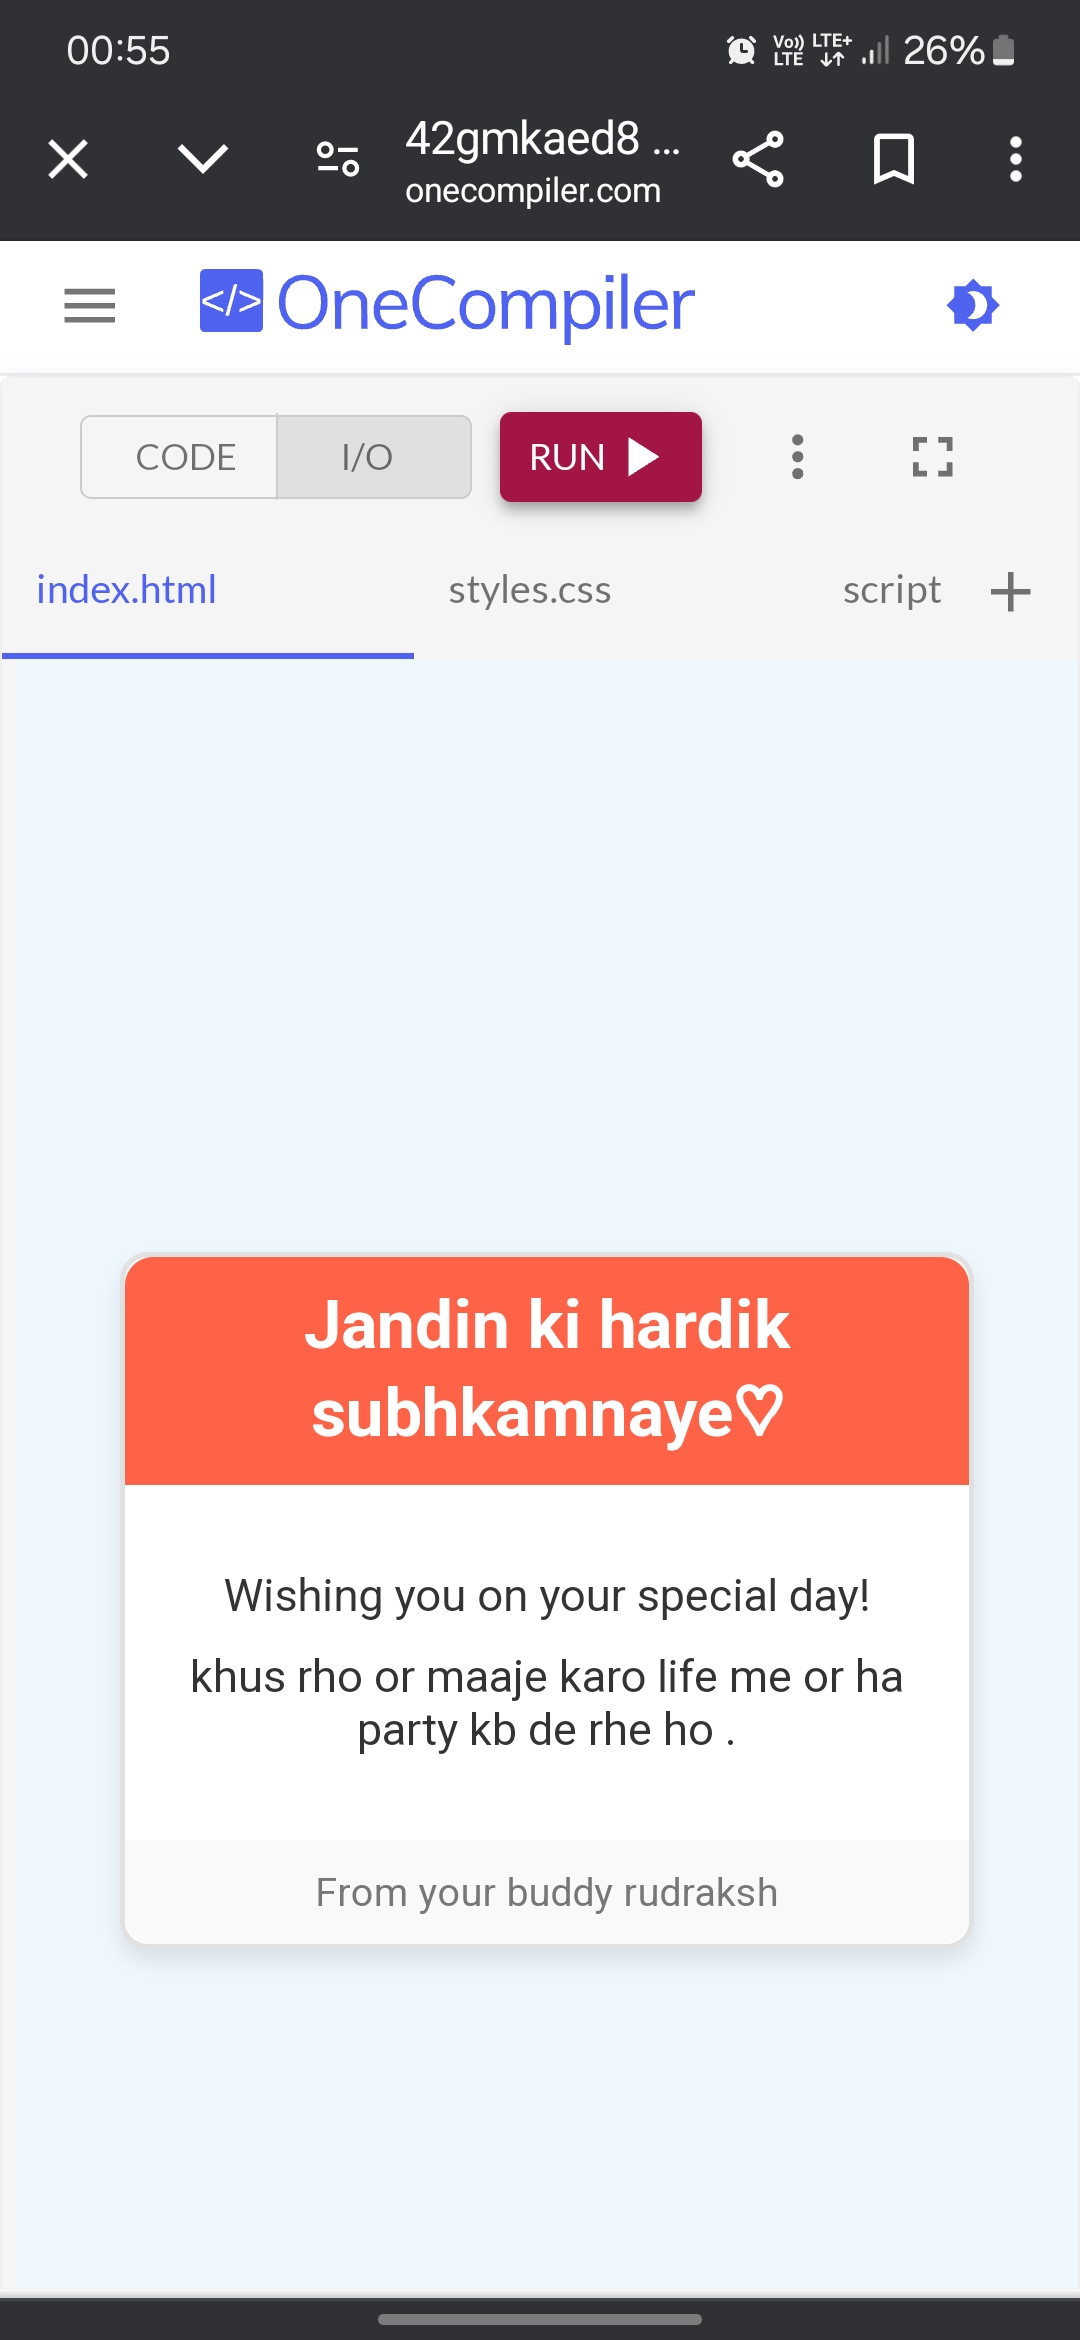 00:55
Vo)) LTE LTE+ 26%
42gmkaed8 ...
onecompiler.com
</> OneCompiler
CODE I/O RUN
index.html styles.css script +
Jandin ki hardik
subhkamnaye♡
Wishing you on your special day!
khus rho or maaje karo life me or ha
party kb de rhe ho .
From your buddy rudraksh